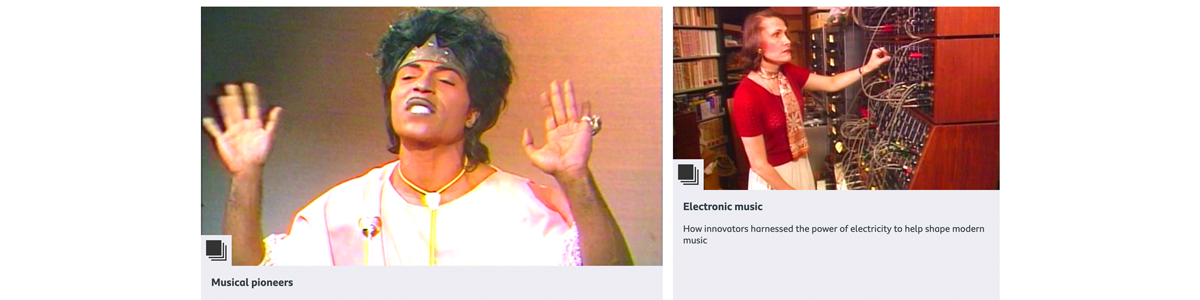 Musical pioneers
Electronic music
How innovators harnessed the power of electricity to help shape modern
music